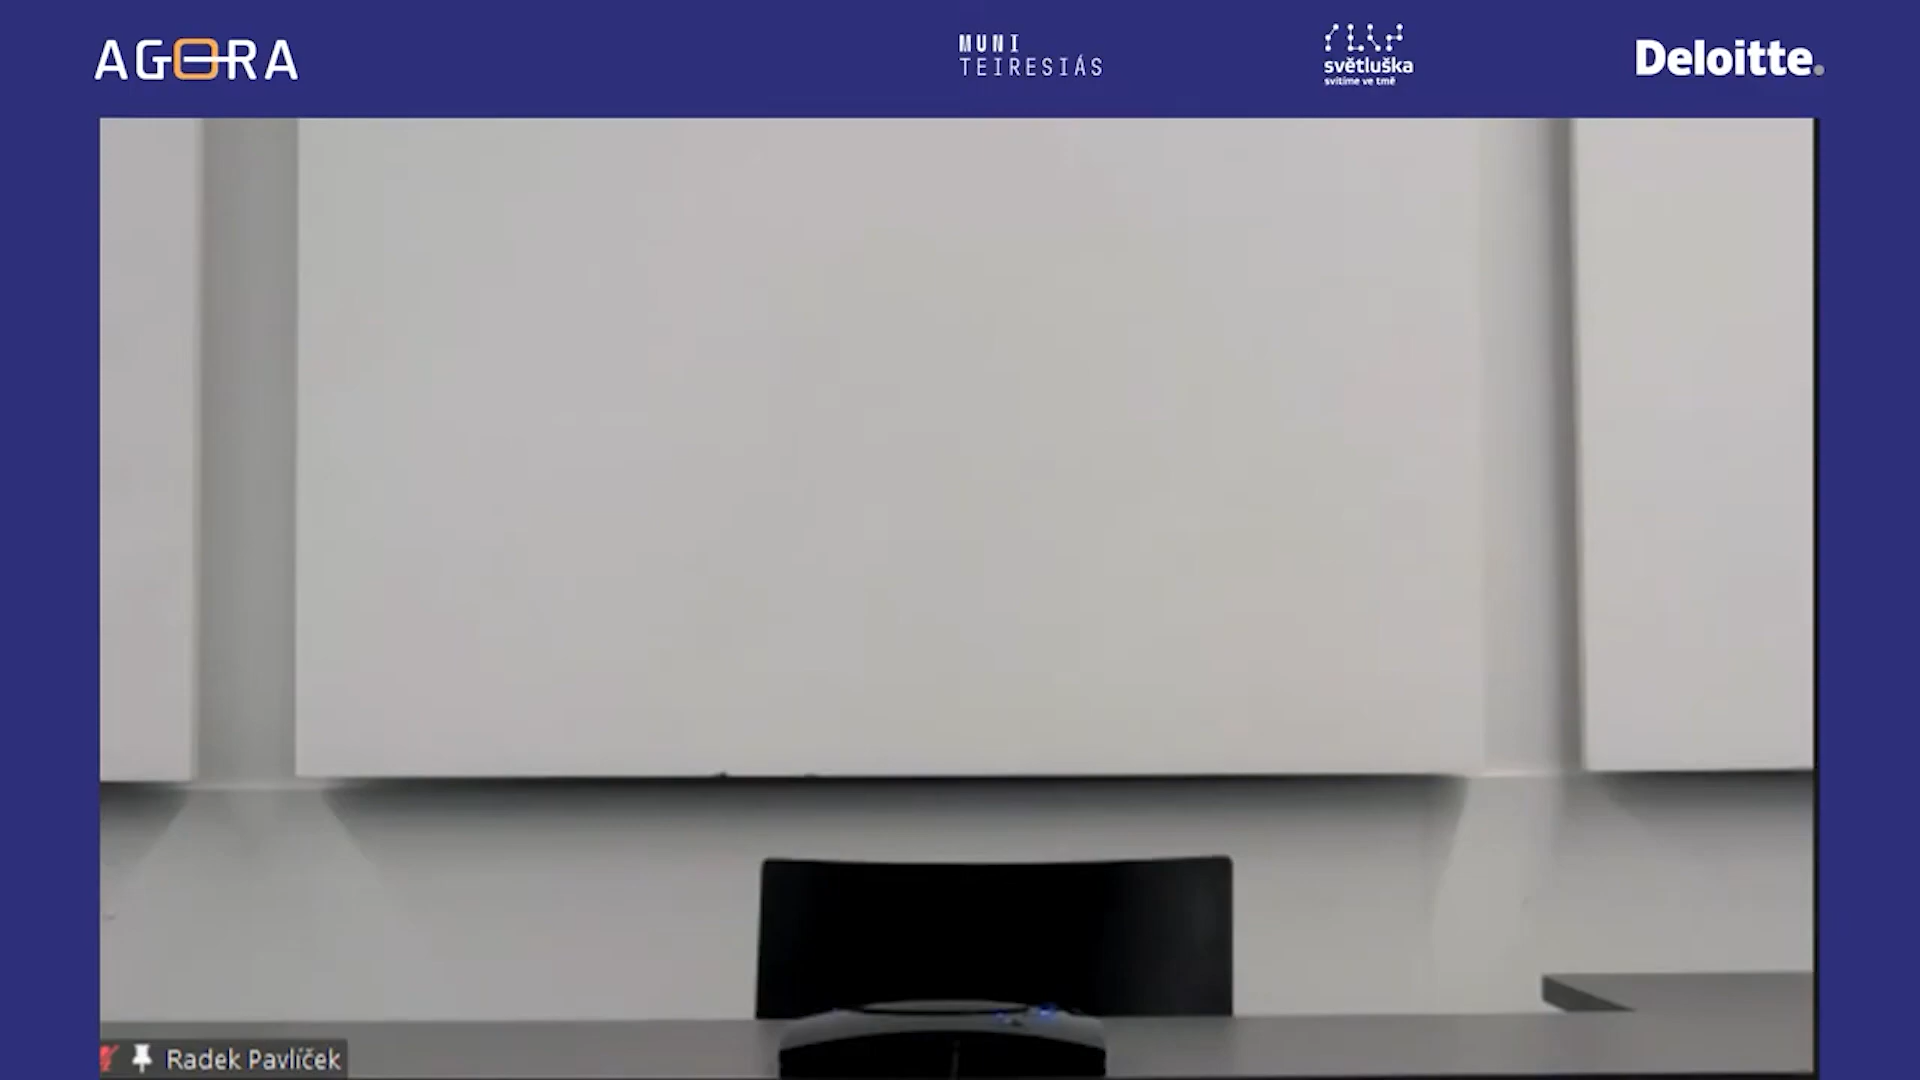 AGORA
MUNI
TEIRESIÁS
světluška
svítíme ve tmě
Deloitte.
Radek Pavlíček